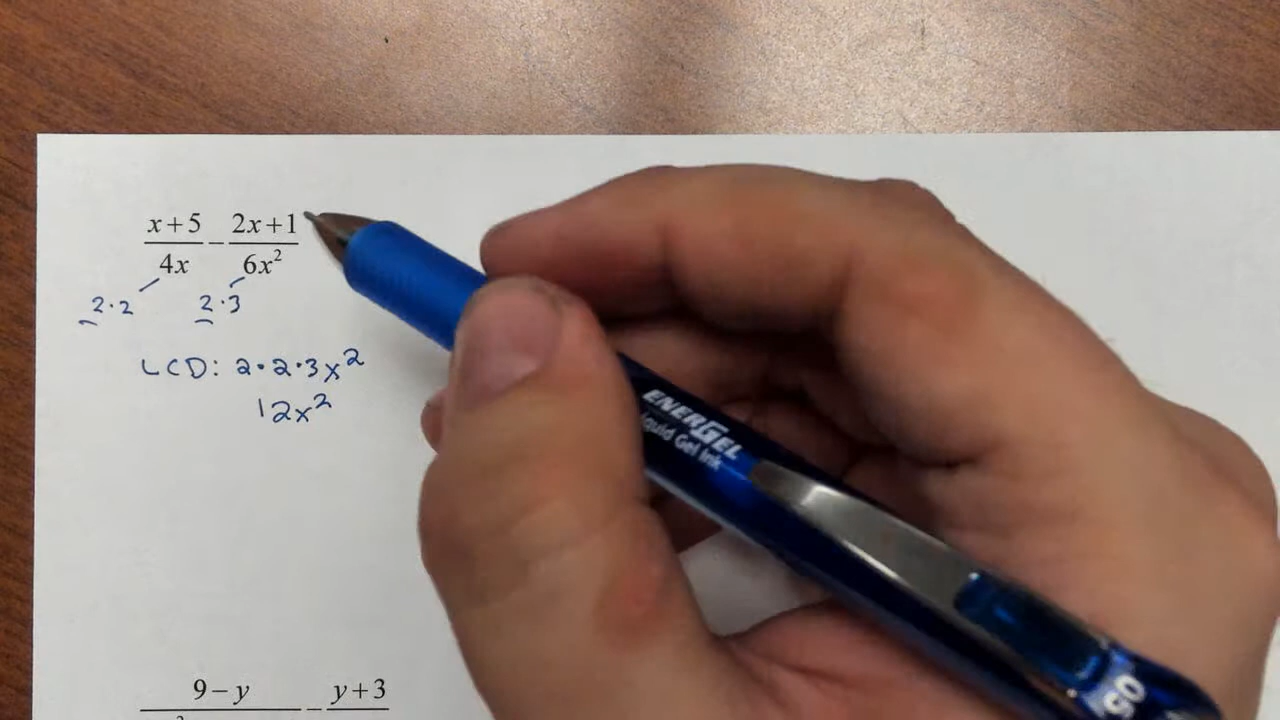 x+5/4x − 2x+1/6x²
2·2 2·3
LCD: 2·2·3x²
12x²
ENERGEL
Liquid Gel Ink
05
9−y − y+3